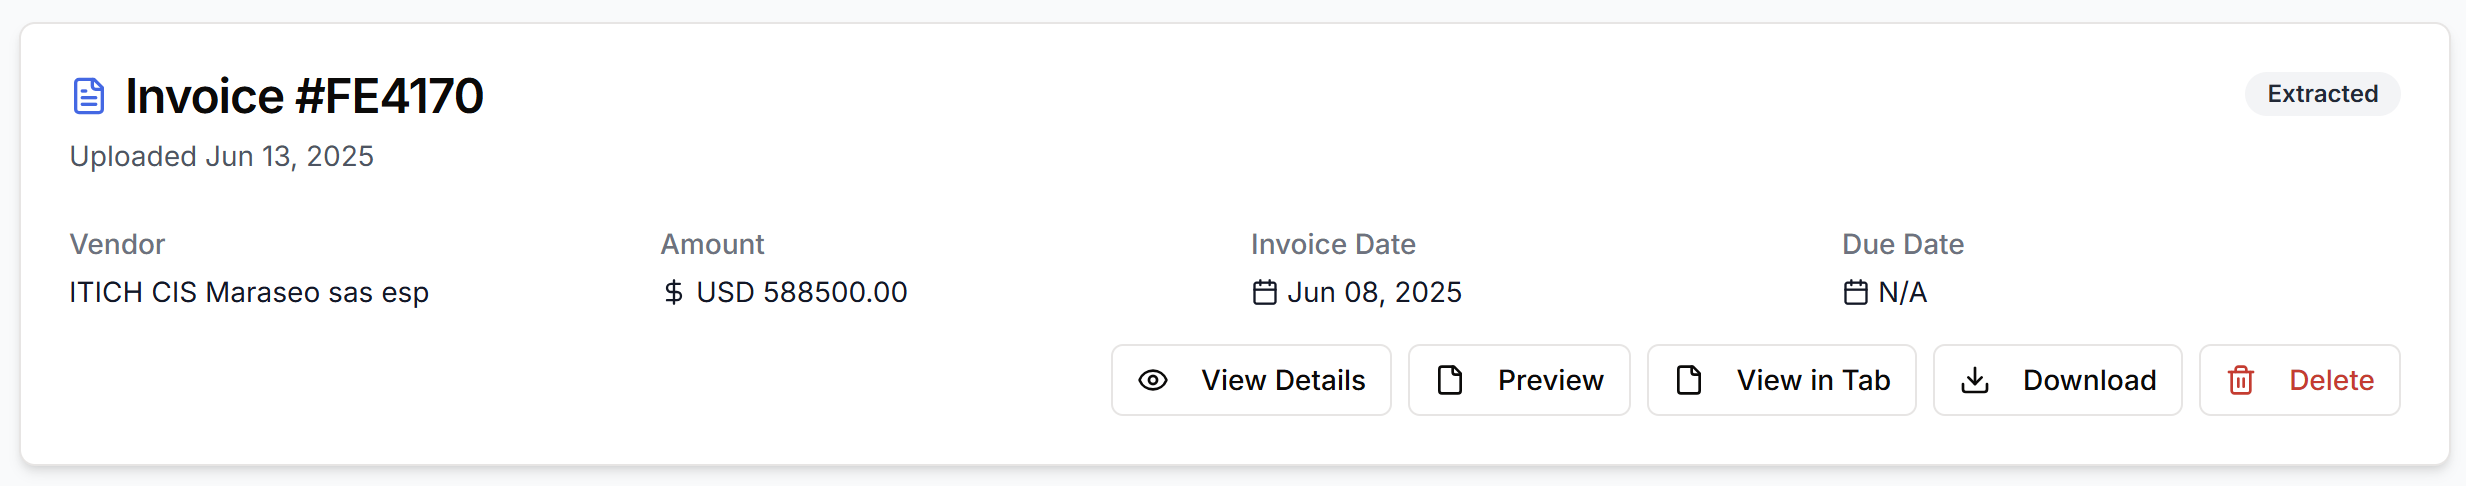 Invoice #FE4170
Extracted
Uploaded Jun 13, 2025
Vendor
ITICH CIS Maraseo sas esp
Amount
$ USD 588500.00
Invoice Date
Jun 08, 2025
Due Date
N/A
View Details
Preview
View in Tab
Download
Delete